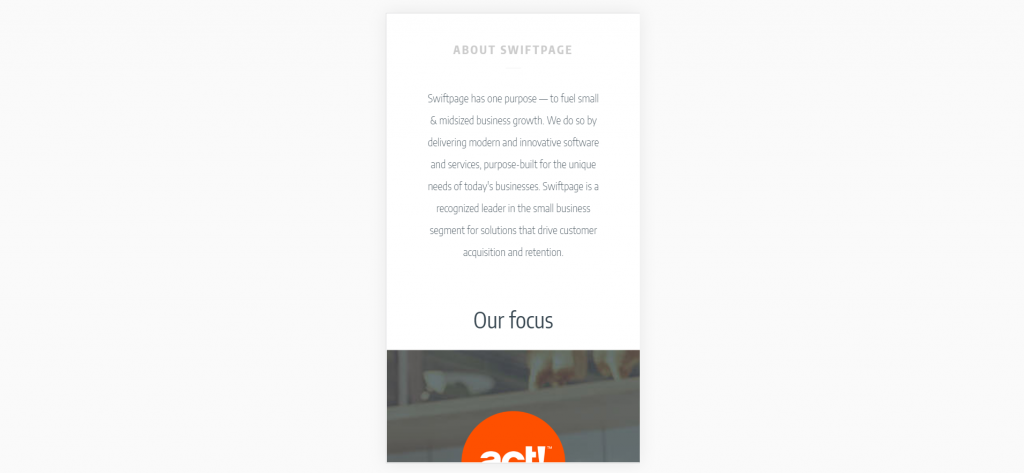 ABOUT SWIFTPAGE
Swiftpage has one purpose — to fuel small
& midsized business growth. We do so by
delivering modern and innovative software
and services, purpose-built for the unique
needs of today's businesses. Swiftpage is a
recognized leader in the small business
segment for solutions that drive customer
acquisition and retention.
Our focus
act!™